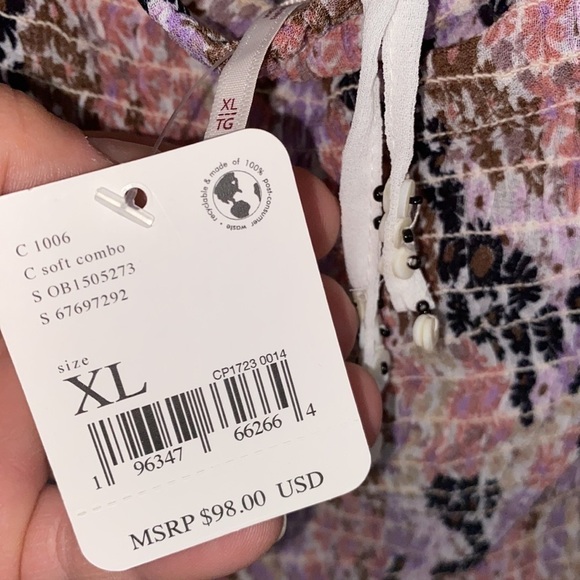 XL
TG
recyclable & made of 100% post-consumer waste •
C 1006
C soft combo
S OB1505273
S 67697292
size
XL
CP1723 0014
1 96347 66266 4
MSRP $98.00 USD